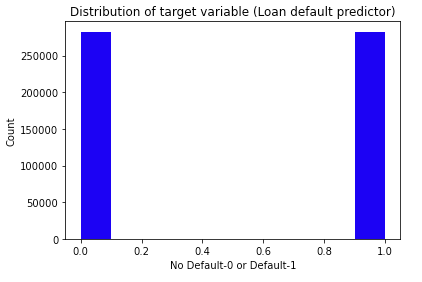 Distribution of target variable (Loan default predictor)
250000
200000
150000
100000
50000
0
Count
0.0 0.2 0.4 0.6 0.8 1.0
No Default-0 or Default-1